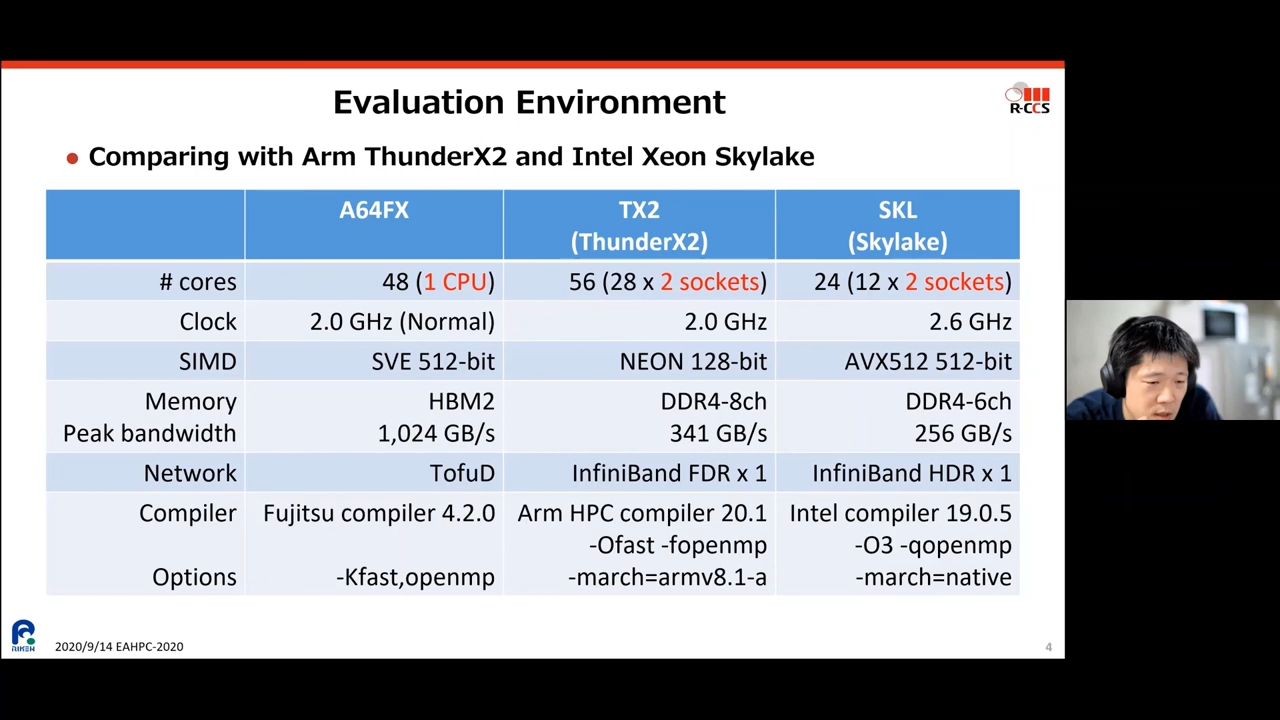 Evaluation Environment
R-CCS
● Comparing with Arm ThunderX2 and Intel Xeon Skylake
A64FX
TX2
(ThunderX2)
SKL
(Skylake)
# cores
48 (1 CPU)
56 (28 x 2 sockets)
24 (12 x 2 sockets)
Clock
2.0 GHz (Normal)
2.0 GHz
2.6 GHz
SIMD
SVE 512-bit
NEON 128-bit
AVX512 512-bit
Memory
HBM2
DDR4-8ch
DDR4-6ch
Peak bandwidth
1,024 GB/s
341 GB/s
256 GB/s
Network
TofuD
InfiniBand FDR x 1
InfiniBand HDR x 1
Compiler
Fujitsu compiler 4.2.0
Arm HPC compiler 20.1
Intel compiler 19.0.5
-Ofast -fopenmp
-O3 -qopenmp
Options
-Kfast,openmp
-march=armv8.1-a
-march=native
RIKEN
2020/9/14 EAHPC-2020
4